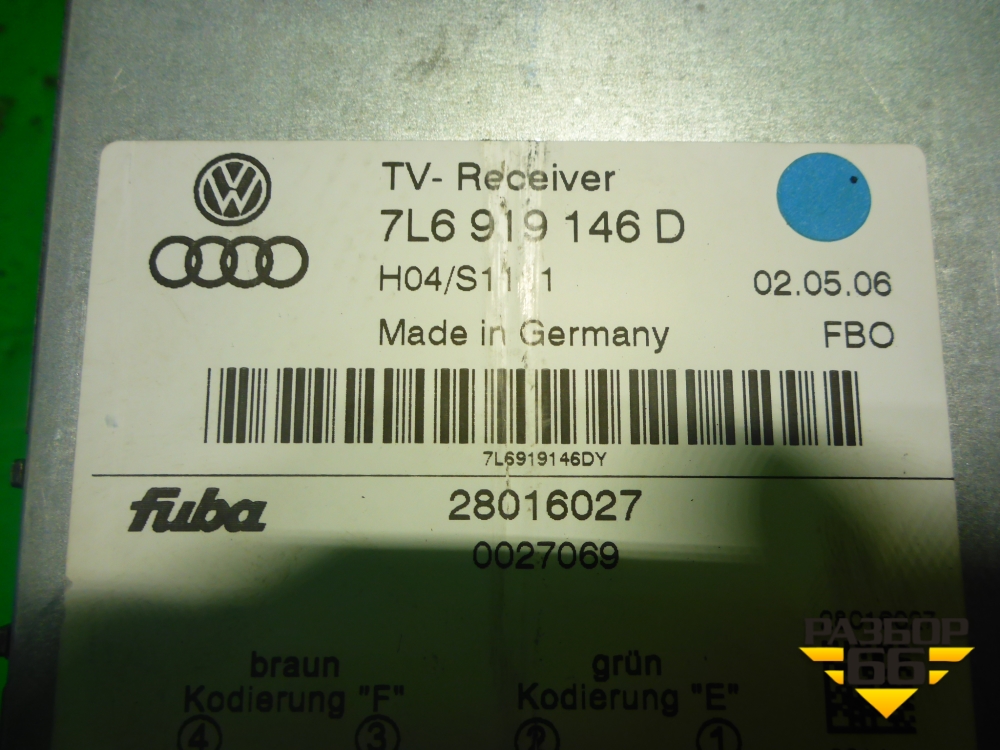 TV- Receiver
7L6 919 146 D
H04/S11 1
02.05.06
Made in Germany
FBO
7L6919146DY
fuba
28016027
0027069
braun
Kodierung "F"
grün
Kodierung "E"
4
3
2
1
РАЗБОР
66